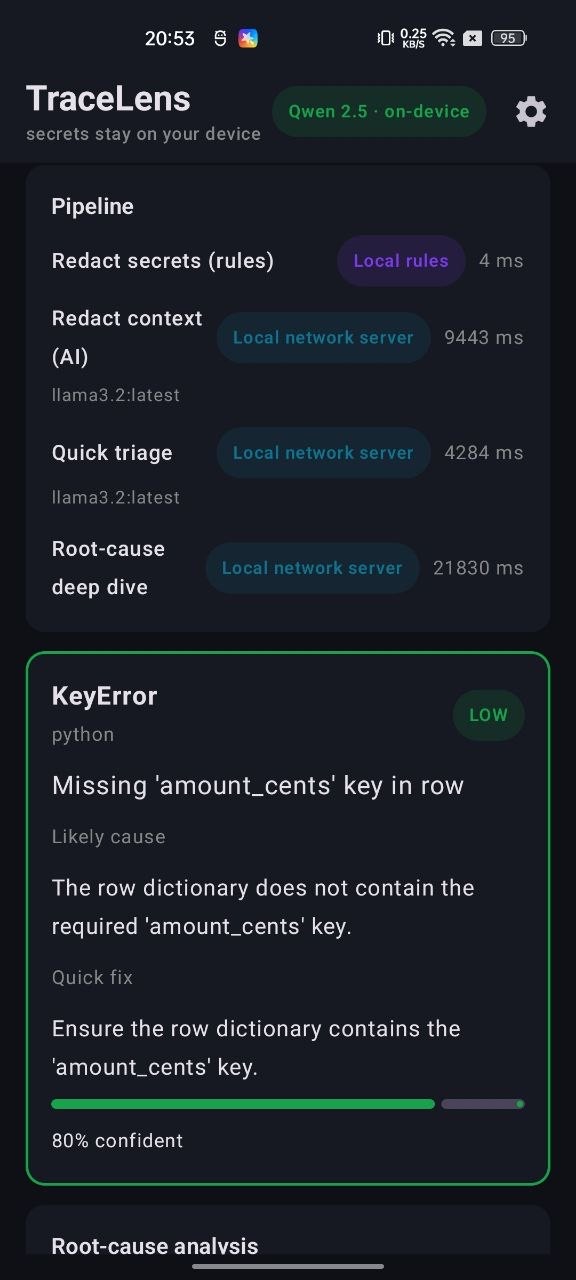 20:53
0.25
KB/S
95
TraceLens
secrets stay on your device
Qwen 2.5 · on-device
Pipeline
Redact secrets (rules)
Local rules
4 ms
Redact context
(AI)
Local network server
9443 ms
llama3.2:latest
Quick triage
Local network server
4284 ms
llama3.2:latest
Root-cause
deep dive
Local network server
21830 ms
KeyError
LOW
python
Missing 'amount_cents' key in row
Likely cause
The row dictionary does not contain the
required 'amount_cents' key.
Quick fix
Ensure the row dictionary contains the
'amount_cents' key.
80% confident
Root-cause analysis